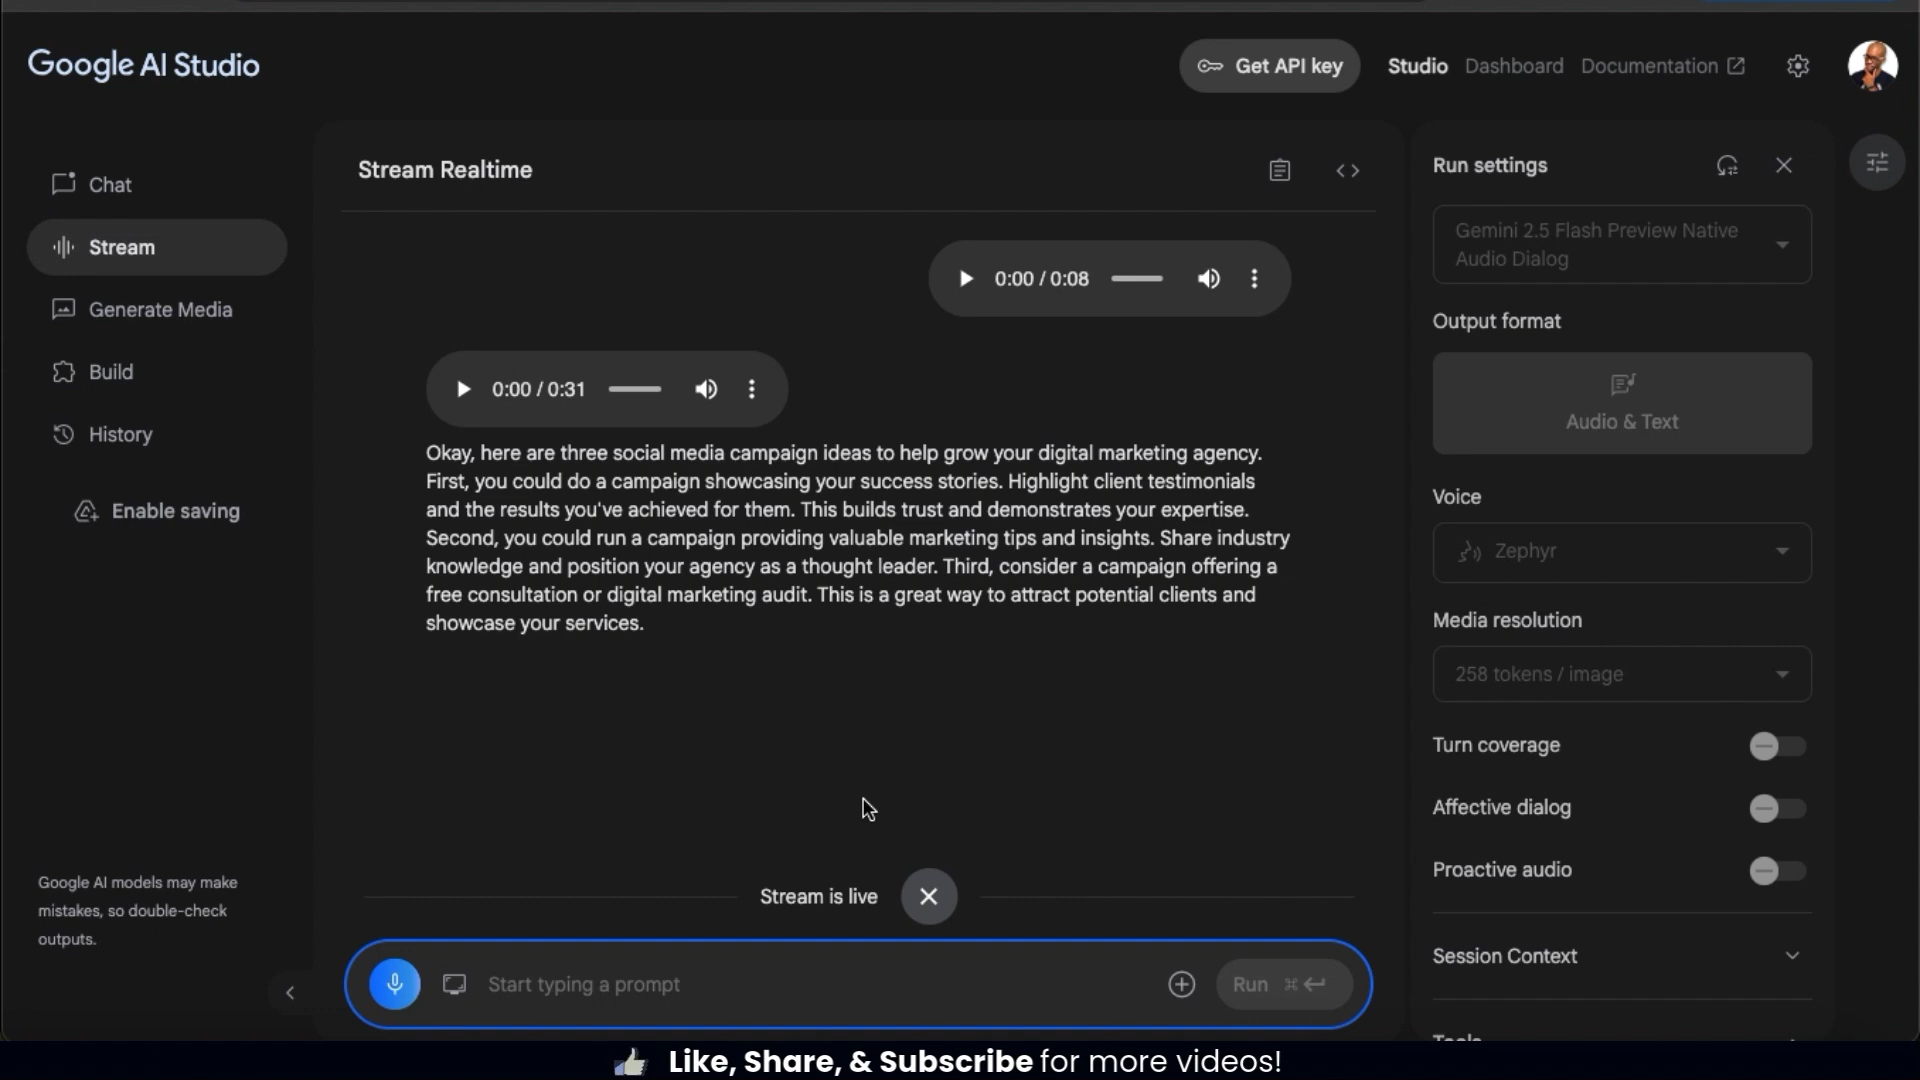 Google AI Studio
Get API key
Studio
Dashboard
Documentation
Chat
Stream
Generate Media
Build
History
Enable saving
Google AI models may make
mistakes, so double-check
outputs.
Stream Realtime
0:00 / 0:08
0:00 / 0:31
Okay, here are three social media campaign ideas to help grow your digital marketing agency.
First, you could do a campaign showcasing your success stories. Highlight client testimonials
and the results you've achieved for them. This builds trust and demonstrates your expertise.
Second, you could run a campaign providing valuable marketing tips and insights. Share industry
knowledge and position your agency as a thought leader. Third, consider a campaign offering a
free consultation or digital marketing audit. This is a great way to attract potential clients and
showcase your services.
Stream is live
Start typing a prompt
Run ⌘
Run settings
Gemini 2.5 Flash Preview Native
Audio Dialog
Output format
Audio & Text
Voice
Zephyr
Media resolution
258 tokens / image
Turn coverage
Affective dialog
Proactive audio
Session Context
Tools
Like, Share, & Subscribe for more videos!